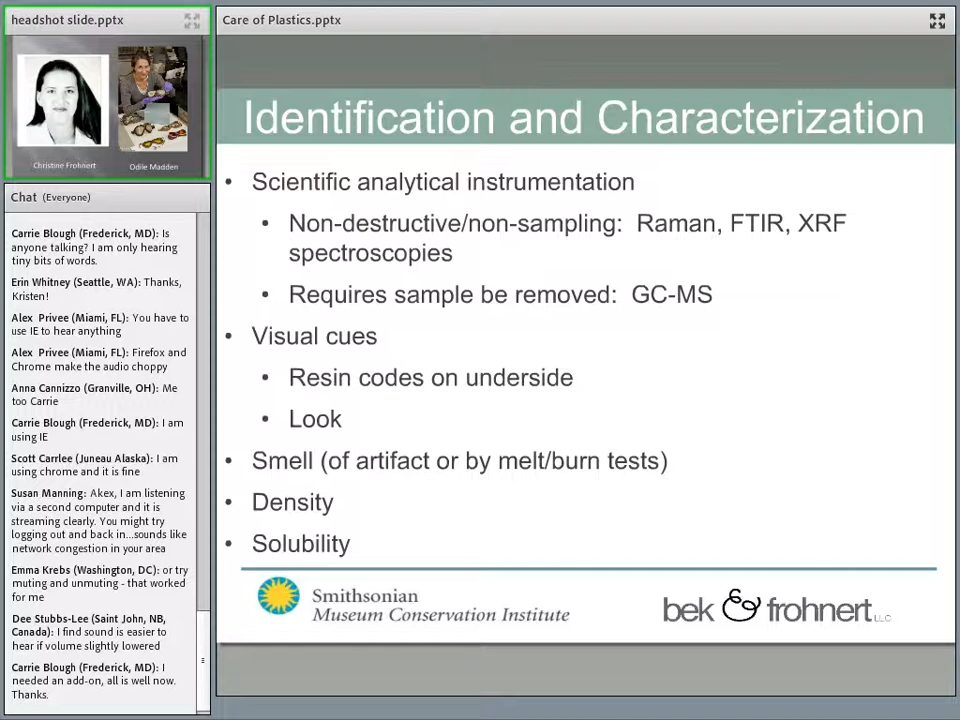 headshot slide.pptx
Christine Frohnert
Odile Madden
Chat (Everyone)
Carrie Blough (Frederick, MD): Is
anyone talking? I am only hearing
tiny bits of words.
Erin Whitney (Seattle, WA): Thanks,
Kristen!
Alex Privee (Miami, FL): You have to
use IE to hear anything
Alex Privee (Miami, FL): Firefox and
Chrome make the audio choppy
Anna Cannizzo (Granville, OH): Me
too Carrie
Carrie Blough (Frederick, MD): I am
using IE
Scott Carrlee (Juneau Alaska): I am
using chrome and it is fine
Susan Manning: Akex, I am listening
via a second computer and it is
streaming clearly. You might try
logging out and back in...sounds like
network congestion in your area
Emma Krebs (Washington, DC): or try
muting and unmuting - that worked
for me
Dee Stubbs-Lee (Saint John, NB,
Canada): I find sound is easier to
hear if volume slightly lowered
Carrie Blough (Frederick, MD): I
needed an add-on, all is well now.
Thanks.
Care of Plastics.pptx
Identification and Characterization
• Scientific analytical instrumentation
• Non-destructive/non-sampling: Raman, FTIR, XRF
spectroscopies
• Requires sample be removed: GC-MS
• Visual cues
• Resin codes on underside
• Look
• Smell (of artifact or by melt/burn tests)
• Density
• Solubility
Smithsonian
Museum Conservation Institute
bek & frohnert LLC